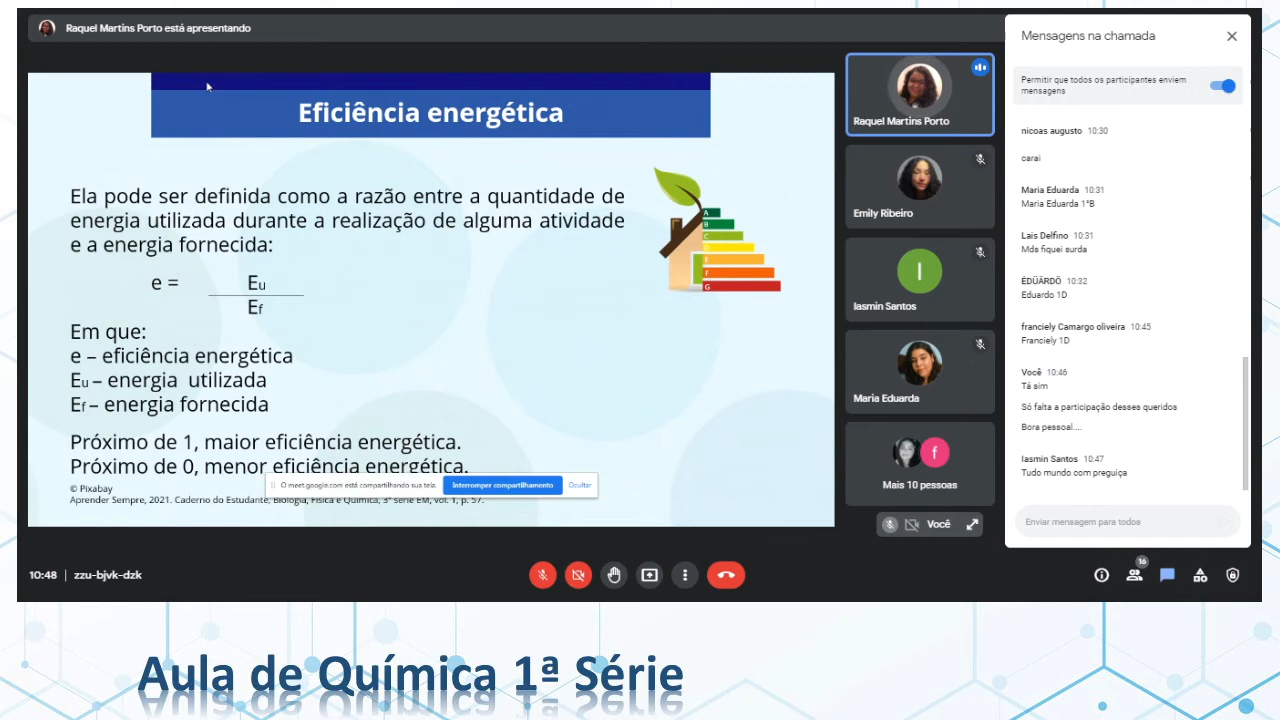 Raquel Martins Porto está apresentando
Eficiência energética
Ela pode ser definida como a razão entre a quantidade de
energia utilizada durante a realização de alguma atividade
e a energia fornecida:
e = Eu
Ef
Em que:
e – eficiência energética
Eu – energia utilizada
Ef – energia fornecida
Próximo de 1, maior eficiência energética.
Próximo de 0, menor eficiência energética.
© Pixabay
Aprender Sempre, 2021. Caderno do Estudante, Biologia, Física e Química, 3ª série EM, vol. 1, p. 57.
A
B
C
D
E
F
G
O meet.google.com está compartilhando sua tela.
Interromper compartilhamento
Ocultar
Raquel Martins Porto
Emily Ribeiro
I
Iasmin Santos
Maria Eduarda
f
Mais 10 pessoas
Você
Mensagens na chamada
Permitir que todos os participantes enviem
mensagens
nicoas augusto 10:30
carai
Maria Eduarda 10:31
Maria Eduarda 1°B
Lais Delfino 10:31
Mds fiquei surda
ÈDÜÄRDÖ 10:32
Eduardo 1D
franciely Camargo oliveira 10:45
Franciely 1D
Você 10:46
Tá sim
Só falta a participação desses queridos
Bora pessoal....
Iasmin Santos 10:47
Tudo mundo com preguiça
Enviar mensagem para todos
10:48 | zzu-bjvk-dzk
16
Aula de Química 1ª Série